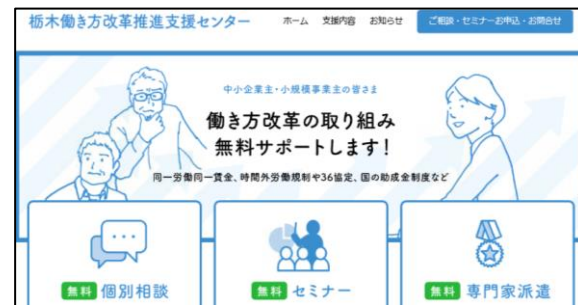 栃木働き方改革推進支援センター
ホーム 支援内容 お知らせ ご相談・セミナーお申込・お問合せ
中小企業主・小規模事業主の皆さま
働き方改革の取り組み
無料サポートします!
同一労働同一賃金、時間外労働規制や36協定、国の助成金制度など
無料 個別相談
無料 セミナー
無料 専門家派遣